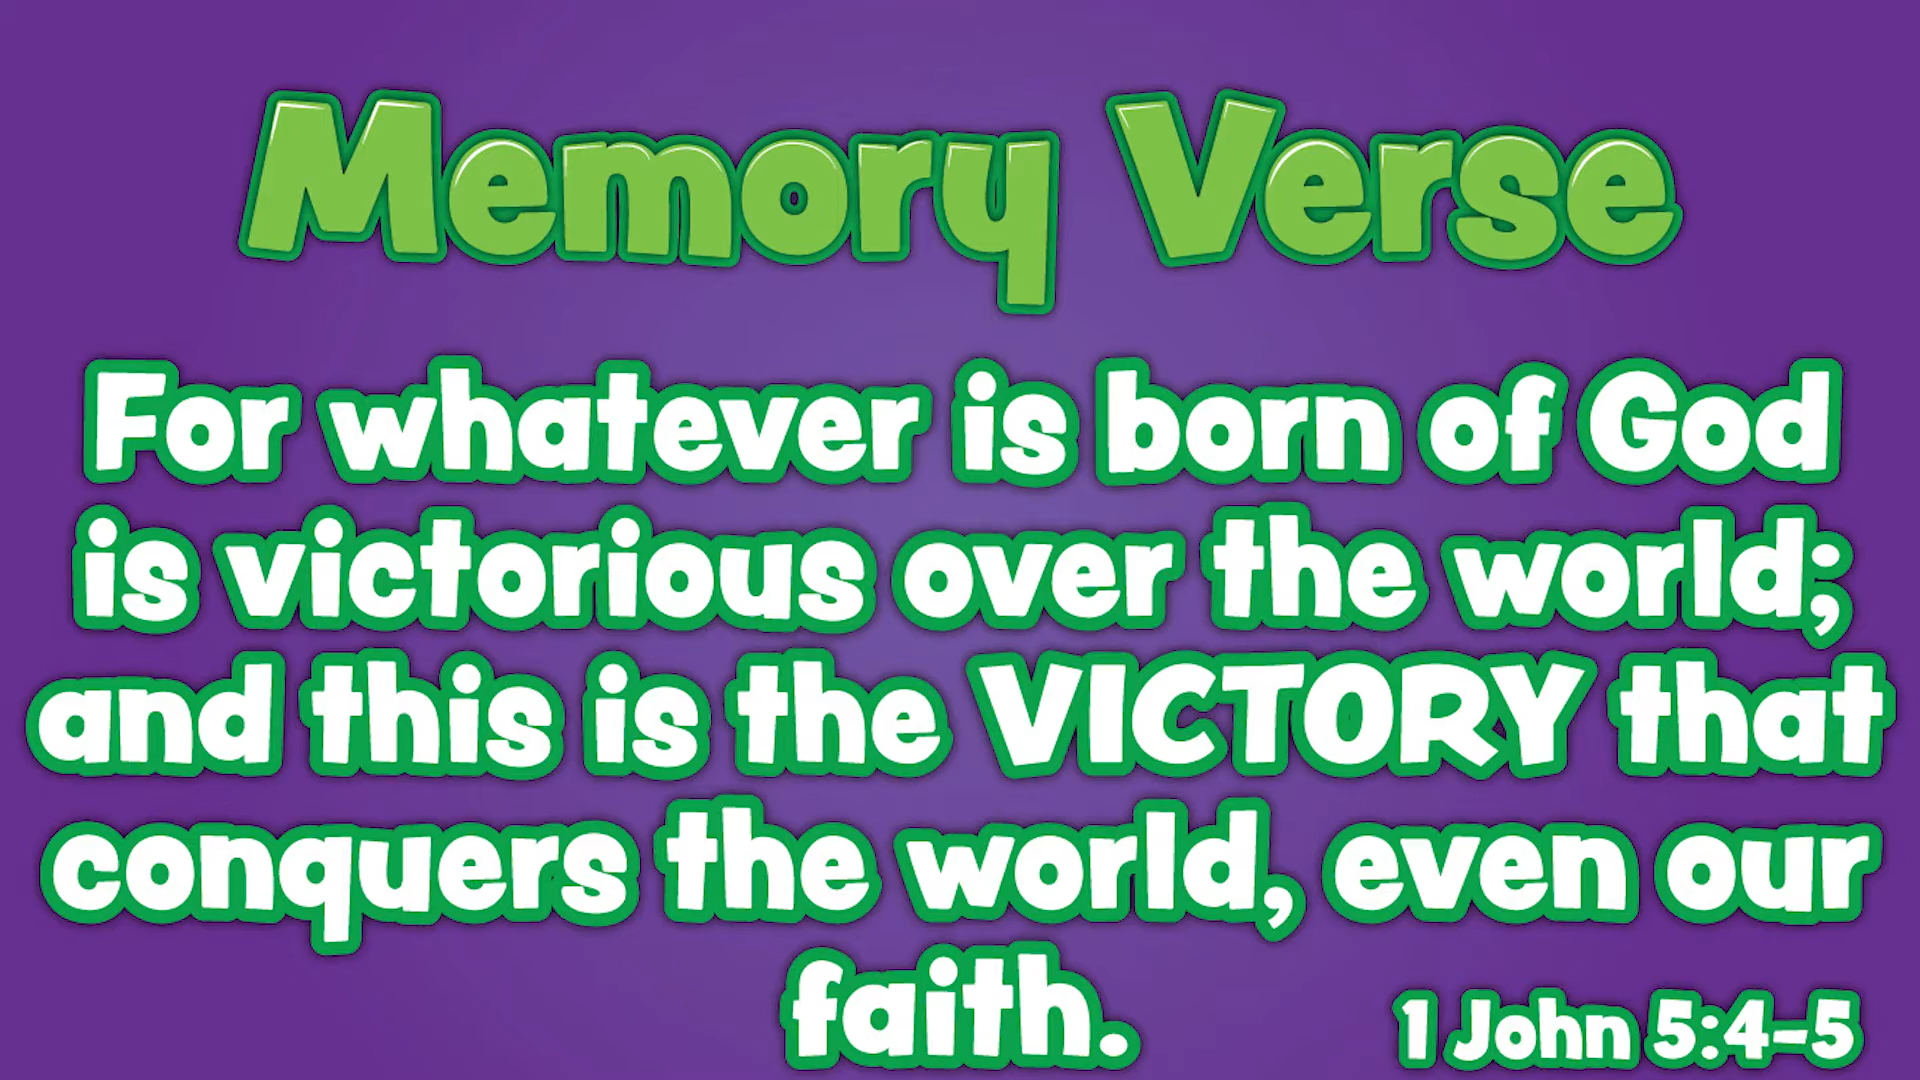 Memory Verse
For whatever is born of God
is victorious over the world;
and this is the VICTORY that
conquers the world, even our
faith.
1 John 5:4-5